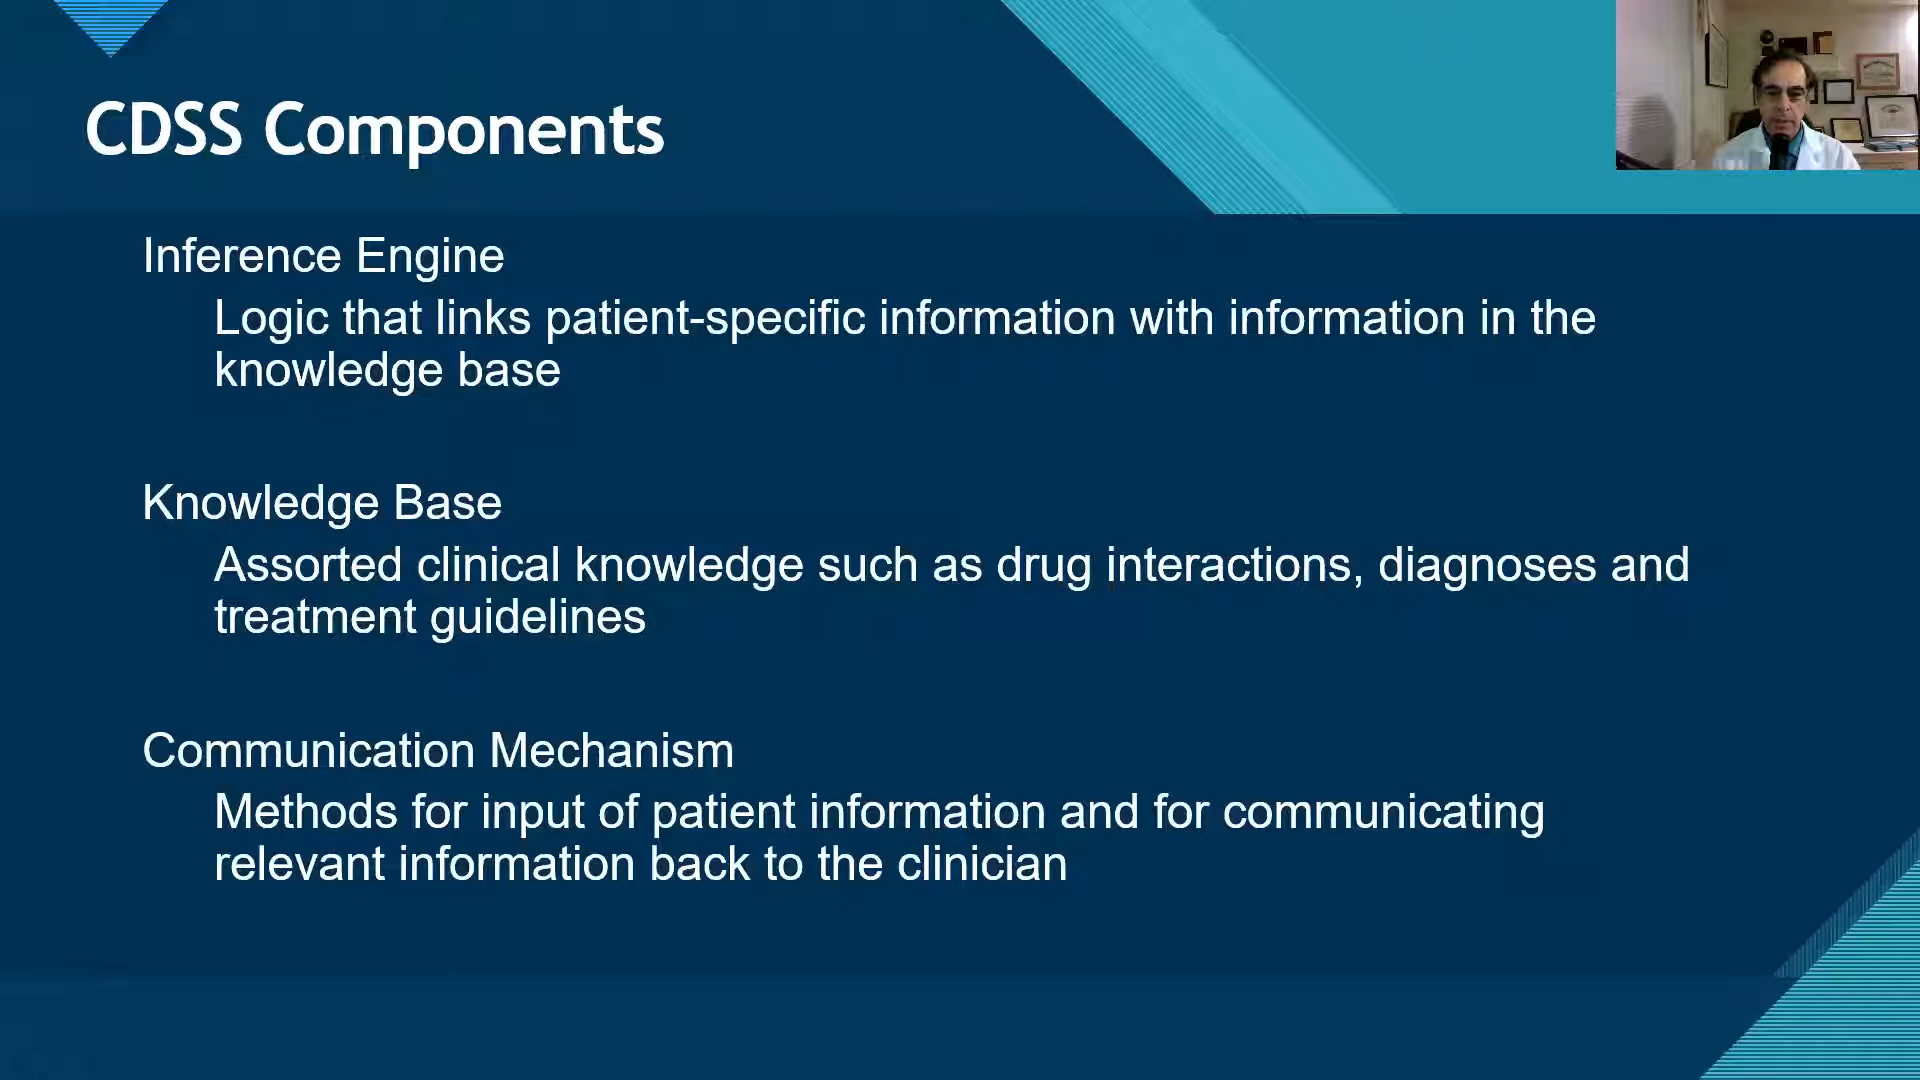 CDSS Components
Inference Engine
Logic that links patient-specific information with information in the
knowledge base
Knowledge Base
Assorted clinical knowledge such as drug interactions, diagnoses and
treatment guidelines
Communication Mechanism
Methods for input of patient information and for communicating
relevant information back to the clinician